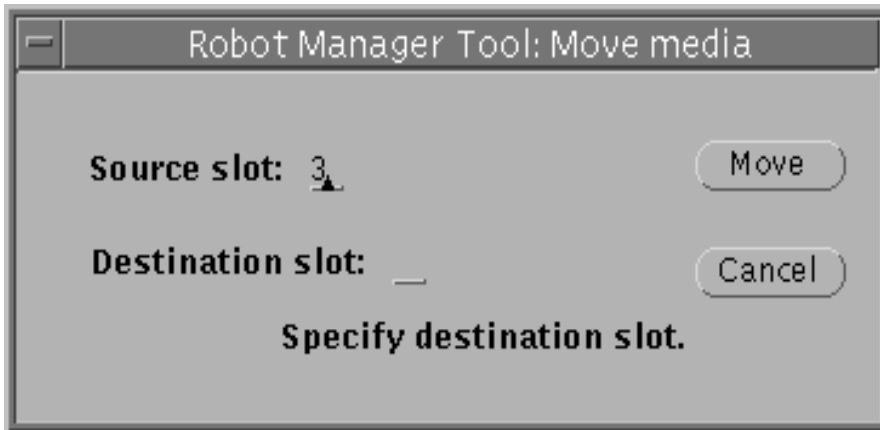 Robot Manager Tool: Move media
Source slot: 3 Move
Destination slot: Cancel
Specify destination slot.